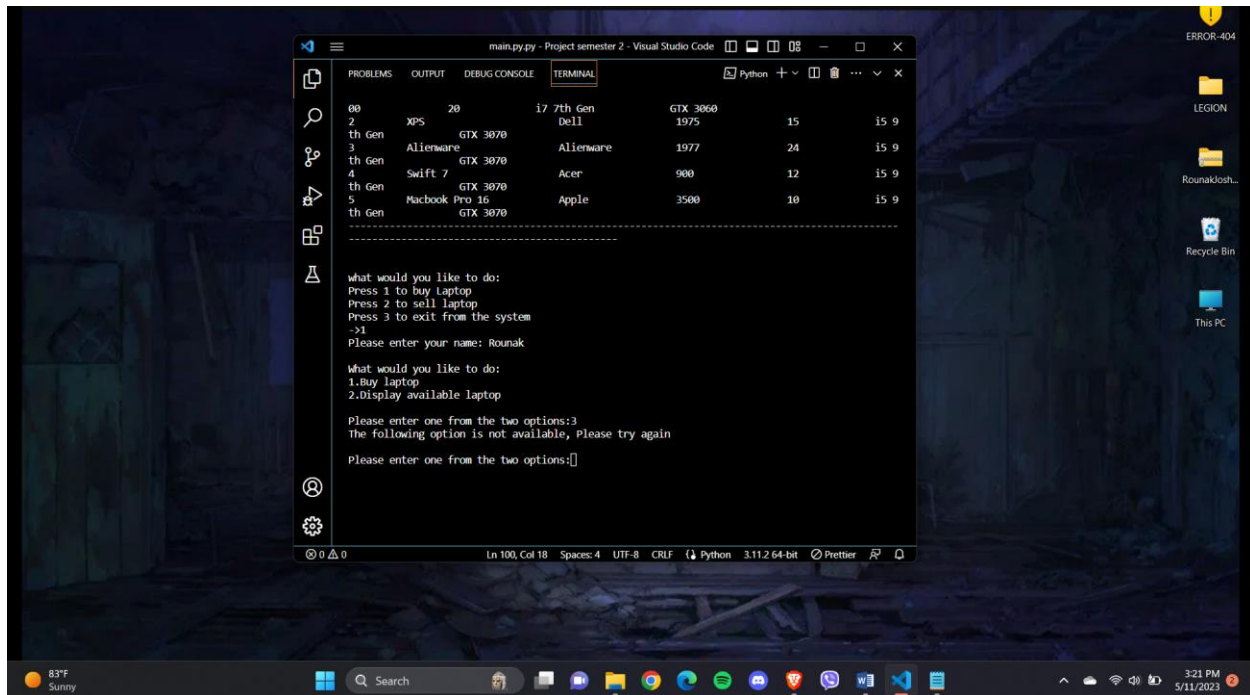 main.py.py - Project semester 2 - Visual Studio Code
PROBLEMS OUTPUT DEBUG CONSOLE TERMINAL Python
00 20 i7 7th Gen GTX 3060
2 XPS Dell 1975 15 i5 9
th Gen GTX 3070
3 Alienware Alienware 1977 24 i5 9
th Gen GTX 3070
4 Swift 7 Acer 900 12 i5 9
th Gen GTX 3070
5 Macbook Pro 16 Apple 3500 10 i5 9
th Gen GTX 3070
what would you like to do:
Press 1 to buy Laptop
Press 2 to sell laptop
Press 3 to exit from the system
->1
Please enter your name: Rounak
What would you like to do:
1.Buy laptop
2.Display available laptop
Please enter one from the two options:3
The following option is not available, Please try again
Please enter one from the two options:
0 0 Ln 100, Col 18 Spaces: 4 UTF-8 CRLF Python 3.11.2 64-bit Prettier
ERROR-404
LEGION
RounakJosh...
Recycle Bin
This PC
83°F
Sunny
Search
3:21 PM
5/11/2023
2